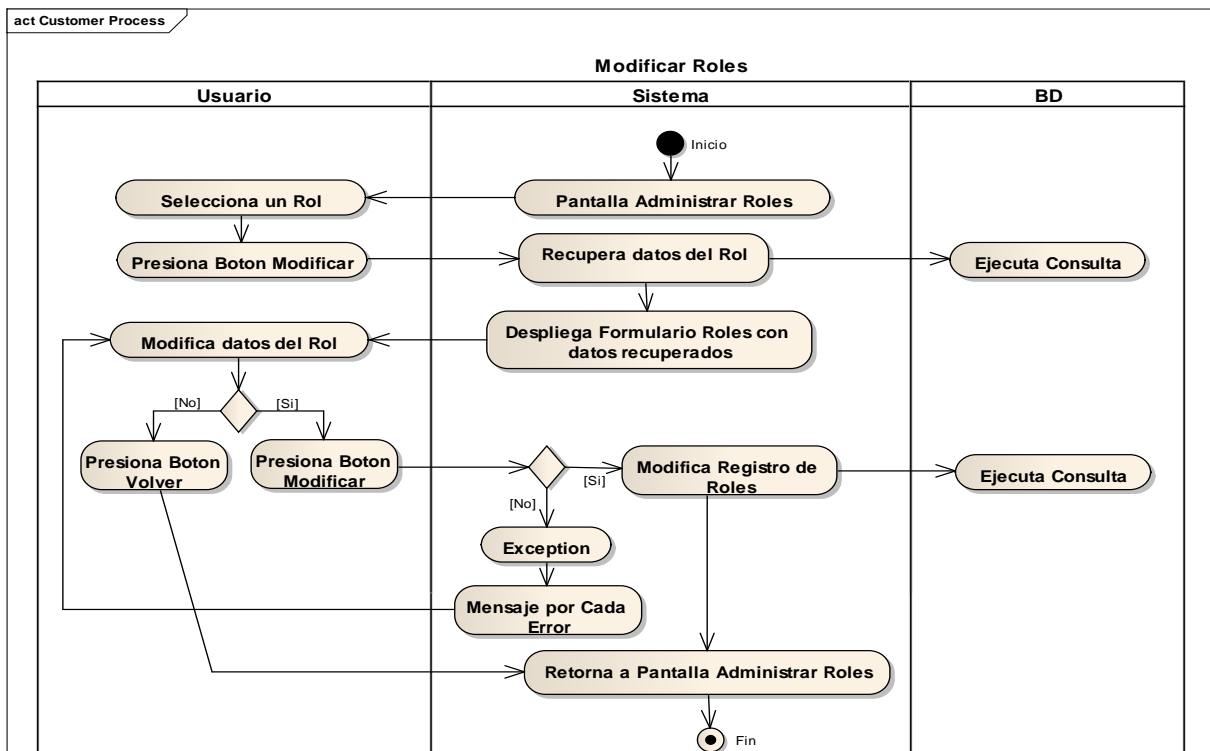 act Customer Process
Modificar Roles
Usuario
Sistema
BD
Inicio
Selecciona un Rol
Pantalla Administrar Roles
Presiona Boton Modificar
Recupera datos del Rol
Ejecuta Consulta
Modifica datos del Rol
Despliega Formulario Roles con
datos recuperados
[No]
[Si]
Presiona Boton
Volver
Presiona Boton
Modificar
[Si]
Modifica Registro de
Roles
Ejecuta Consulta
[No]
Exception
Mensaje por Cada
Error
Retorna a Pantalla Administrar Roles
Fin